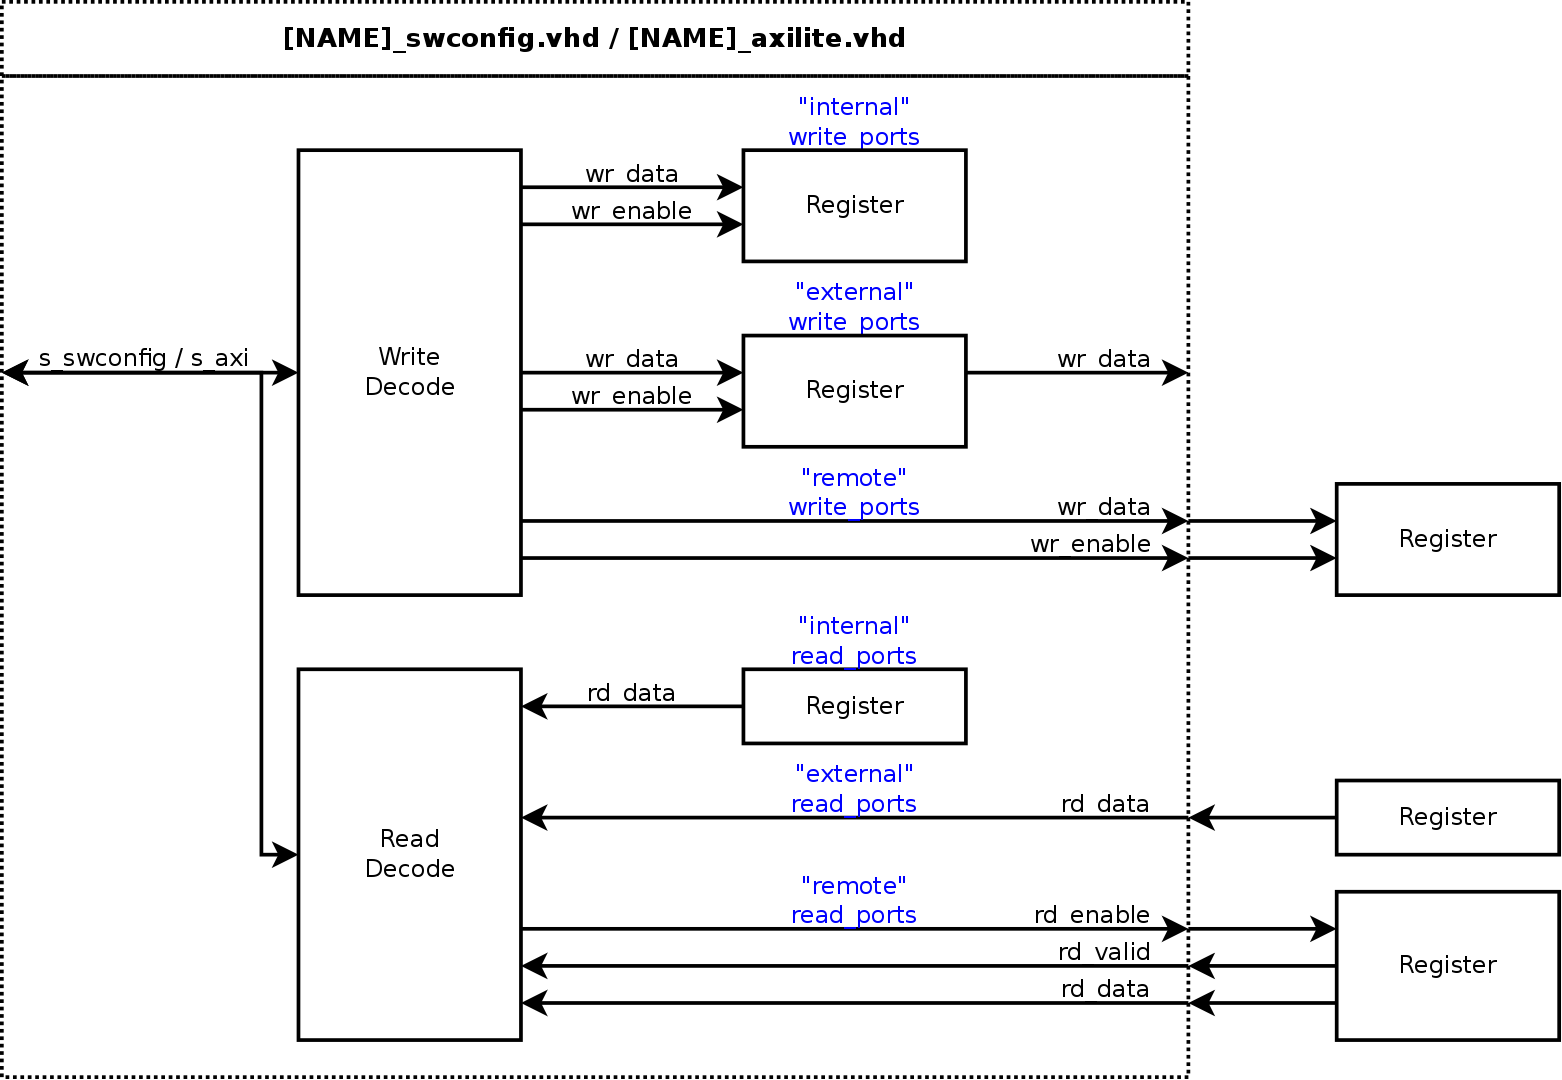 [NAME]_swconfig.vhd / [NAME]_axilite.vhd
"internal"
write_ports
wr_data
wr_enable
Register
"external"
write_ports
s_swconfig / s_axi
Write
Decode
wr_data
wr_enable
Register
wr_data
"remote"
write_ports
wr_data
wr_enable
Register
"internal"
read_ports
rd_data
Register
"external"
read_ports
rd_data
Register
Read
Decode
"remote"
read_ports
rd_enable
rd_valid
rd_data
Register